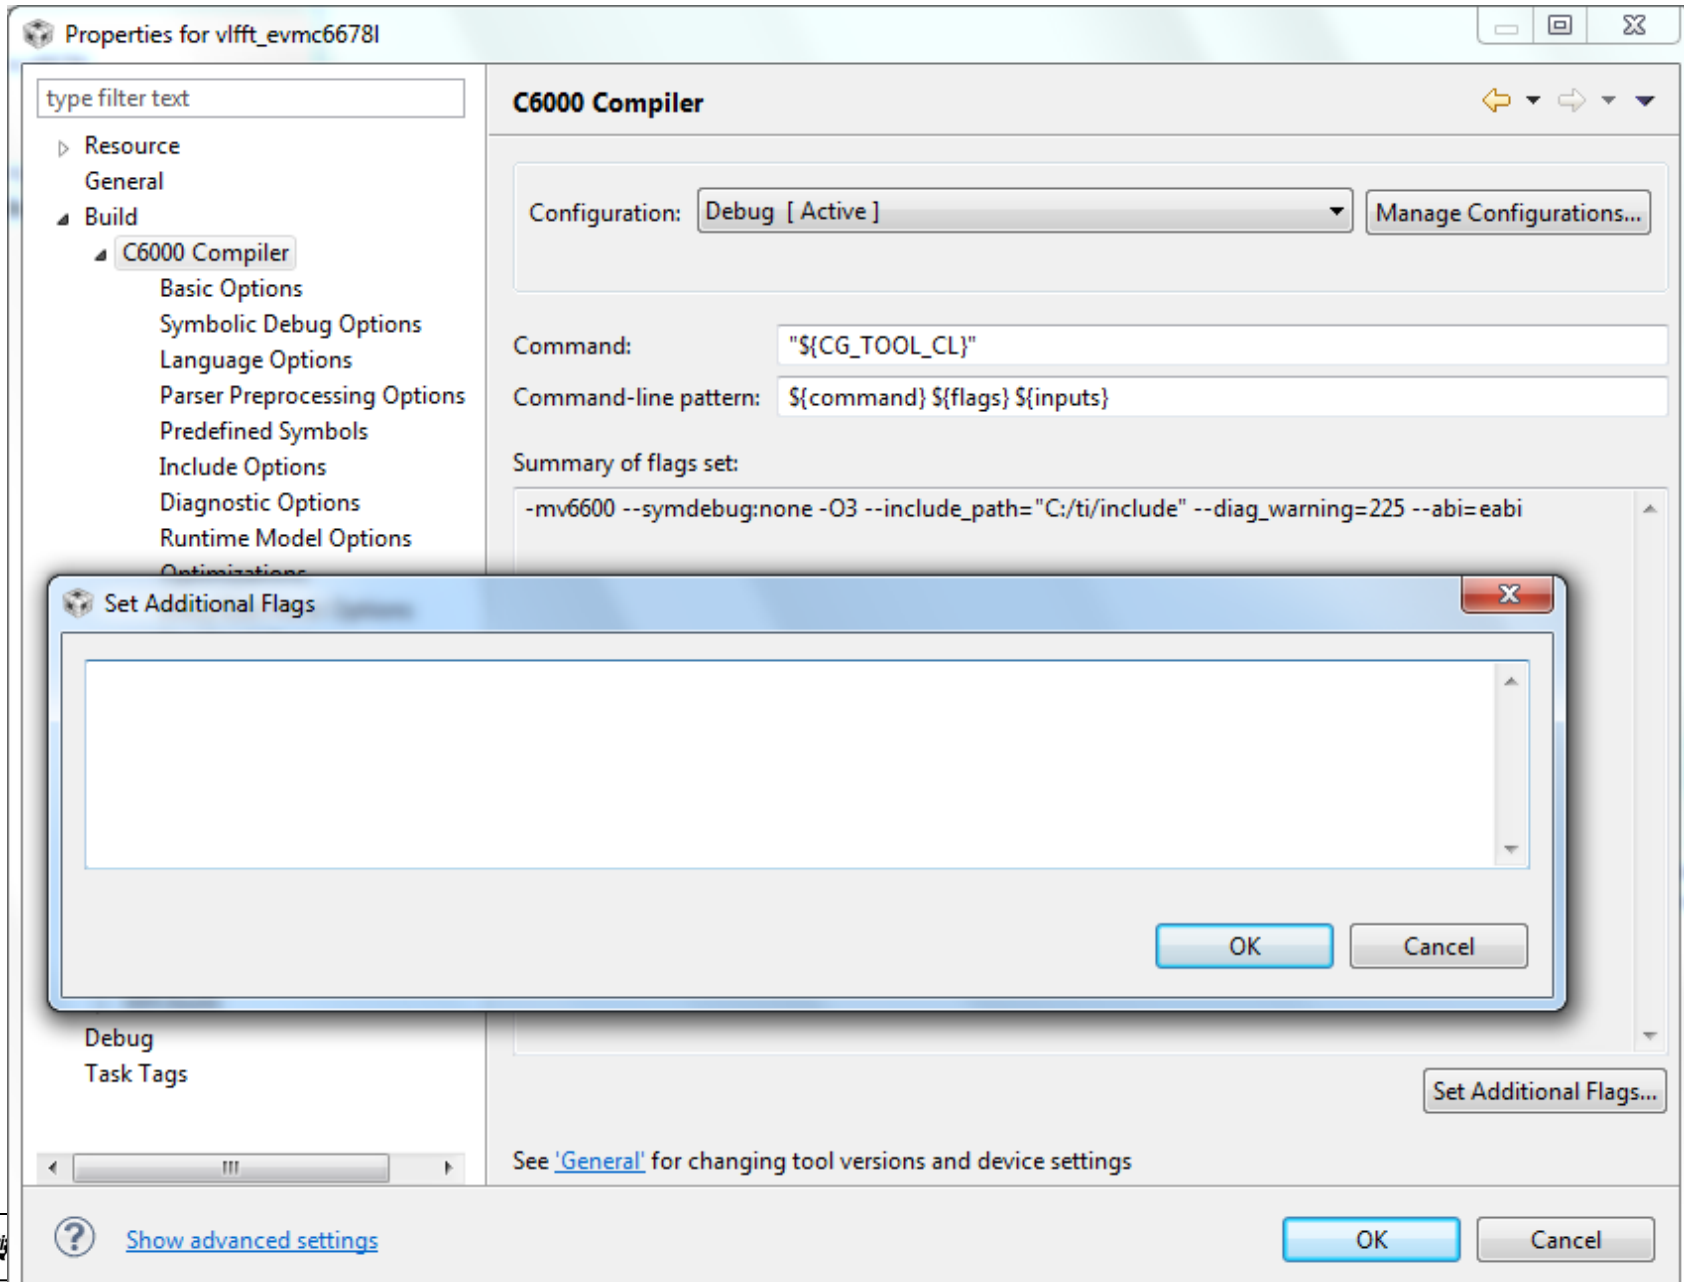 Properties for vlfft_evmc6678l
type filter text
Resource
General
Build
C6000 Compiler
Basic Options
Symbolic Debug Options
Language Options
Parser Preprocessing Options
Predefined Symbols
Include Options
Diagnostic Options
Runtime Model Options
Optimizations
Debug
Task Tags
C6000 Compiler
Configuration: Debug [ Active ] Manage Configurations...
Command: "${CG_TOOL_CL}"
Command-line pattern: ${command} ${flags} ${inputs}
Summary of flags set:
-mv6600 --symdebug:none -O3 --include_path="C:/ti/include" --diag_warning=225 --abi=eabi
Set Additional Flags
OK Cancel
Set Additional Flags...
See 'General' for changing tool versions and device settings
Show advanced settings
OK Cancel